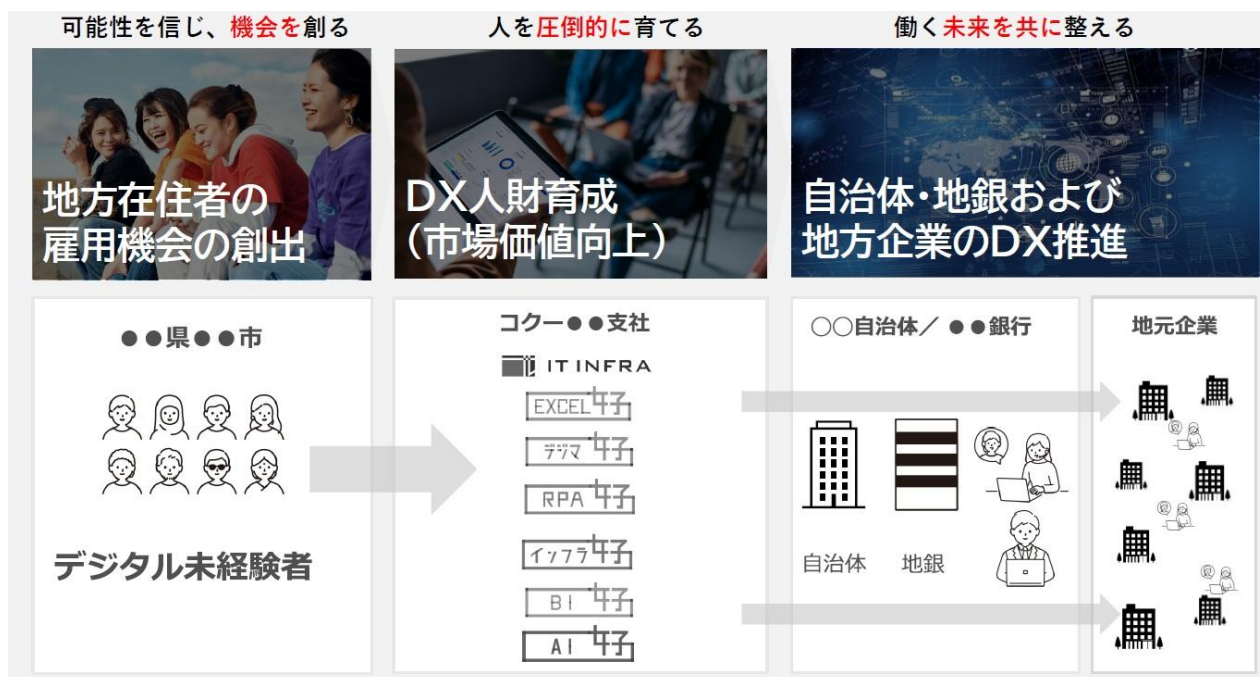 可能性を信じ、機会を創る
人を圧倒的に育てる
働く未来を共に整える
地方在住者の
雇用機会の創出
DX人財育成
（市場価値向上）
自治体・地銀および
地方企業のDX推進
●●県●●市
デジタル未経験者
コクー●●支社
IT INFRA
EXCEL女子
デジマ女子
RPA女子
インフラ女子
BI女子
AI女子
〇〇自治体／ ●●銀行
自治体
地銀
地元企業